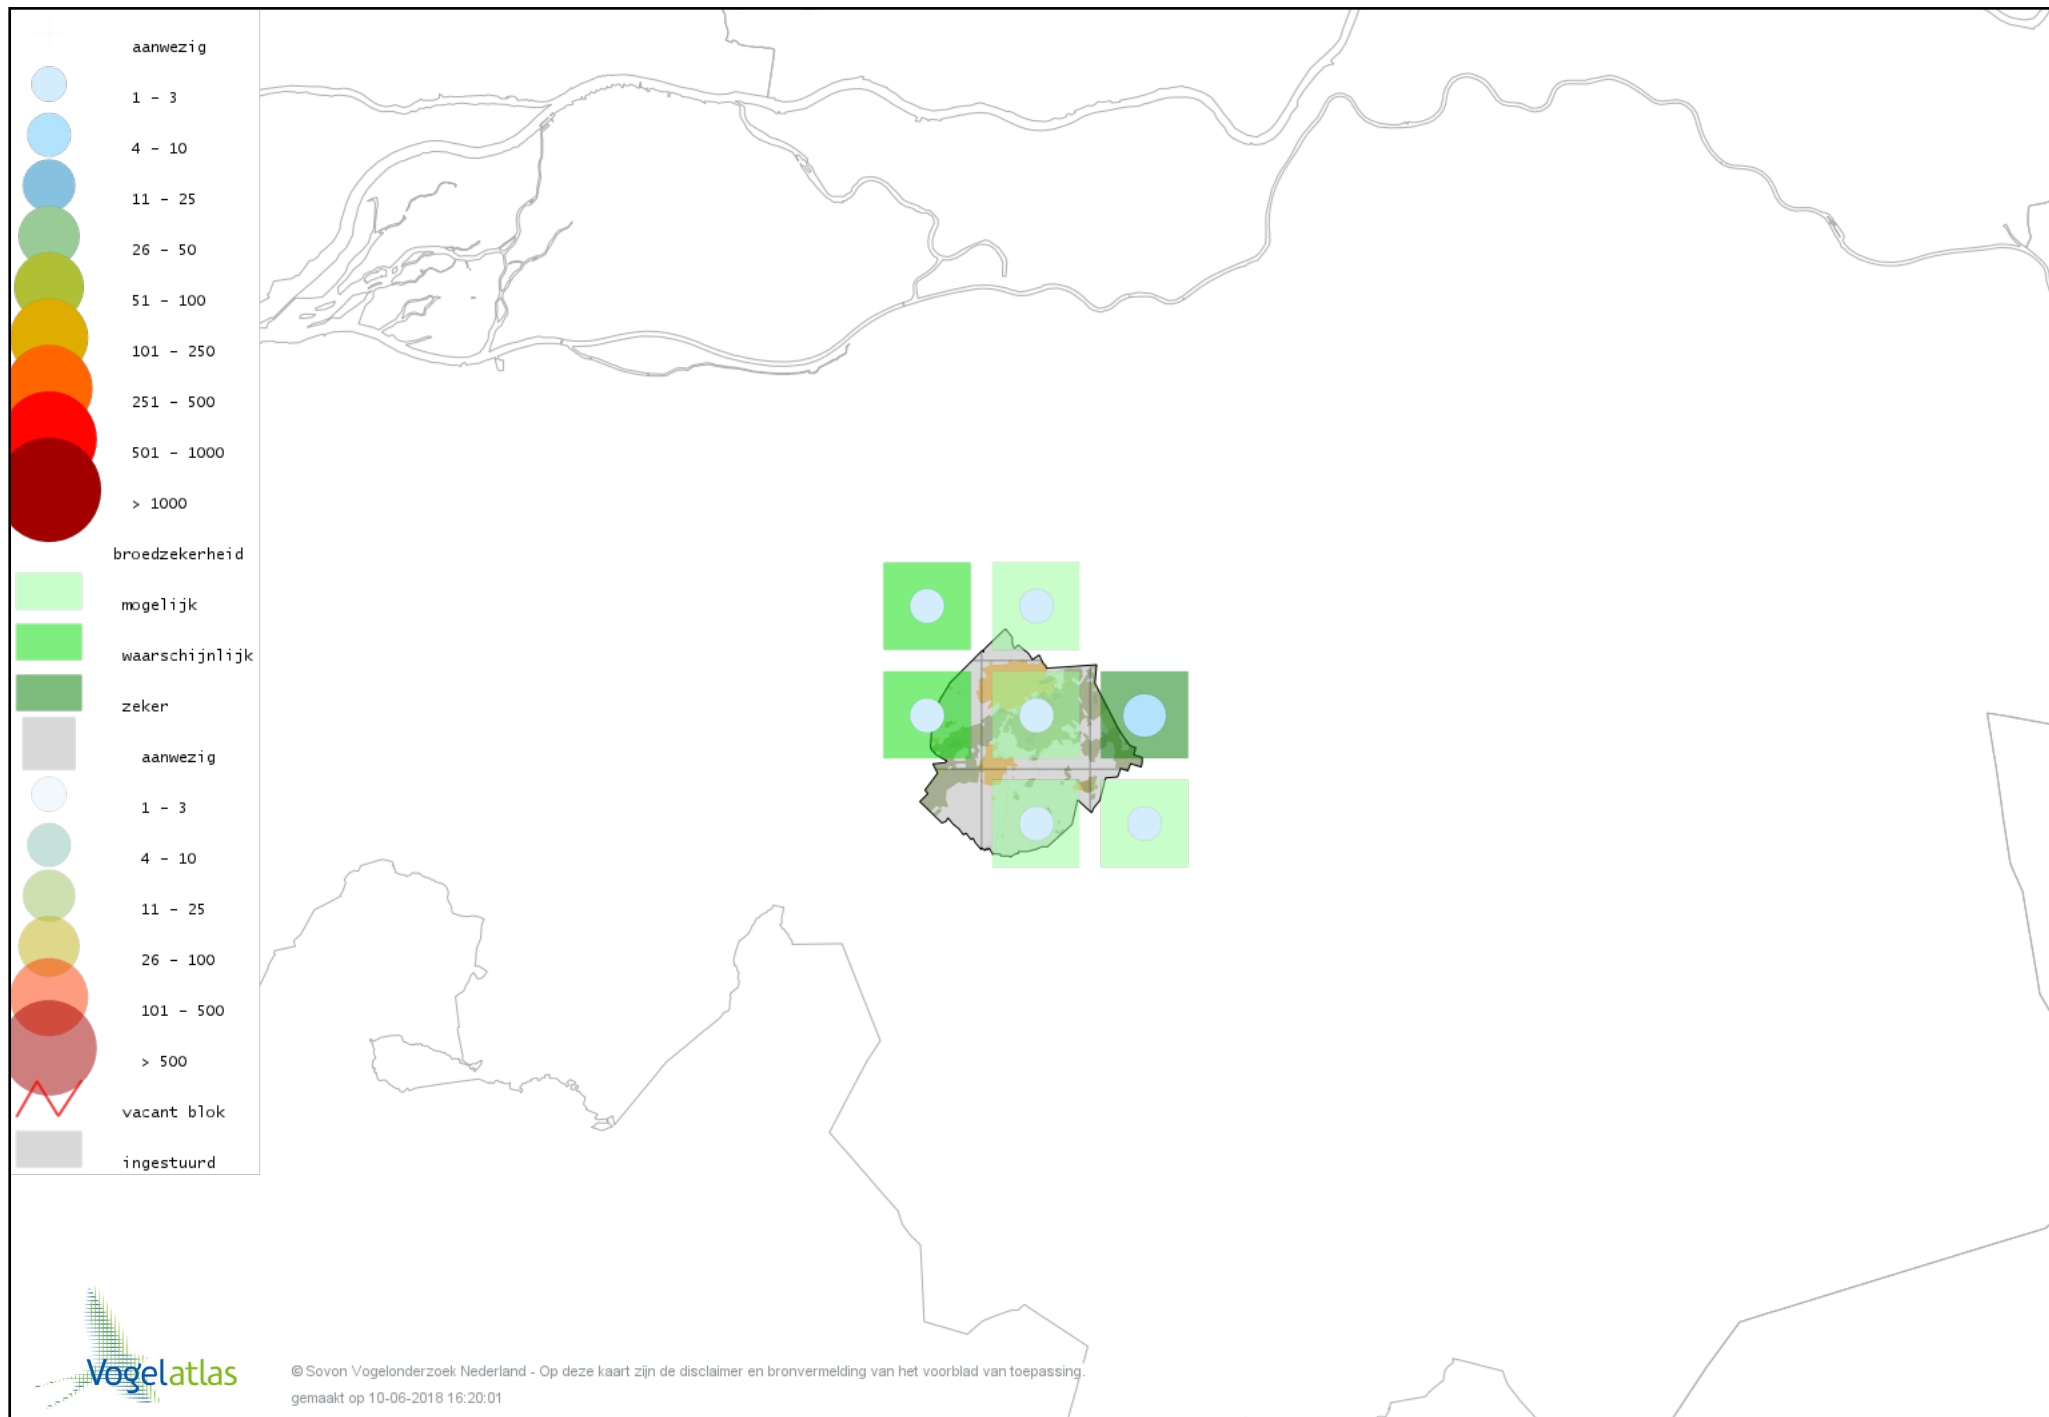 aanwezig
1 - 3
4 - 10
11 - 25
26 - 50
51 - 100
101 - 250
251 - 500
501 - 1000
> 1000
broedzekerheid
mogelijk
waarschijnlijk
zeker
aanwezig
1 - 3
4 - 10
11 - 25
26 - 100
101 - 500
> 500
vacant blok
ingestuurd
Vogelatlas
© Sovon Vogelonderzoek Nederland - Op deze kaart zijn de disclaimer en bronvermelding van het voorblad van toepassing.
gemaakt op 10-06-2018 16:20:01